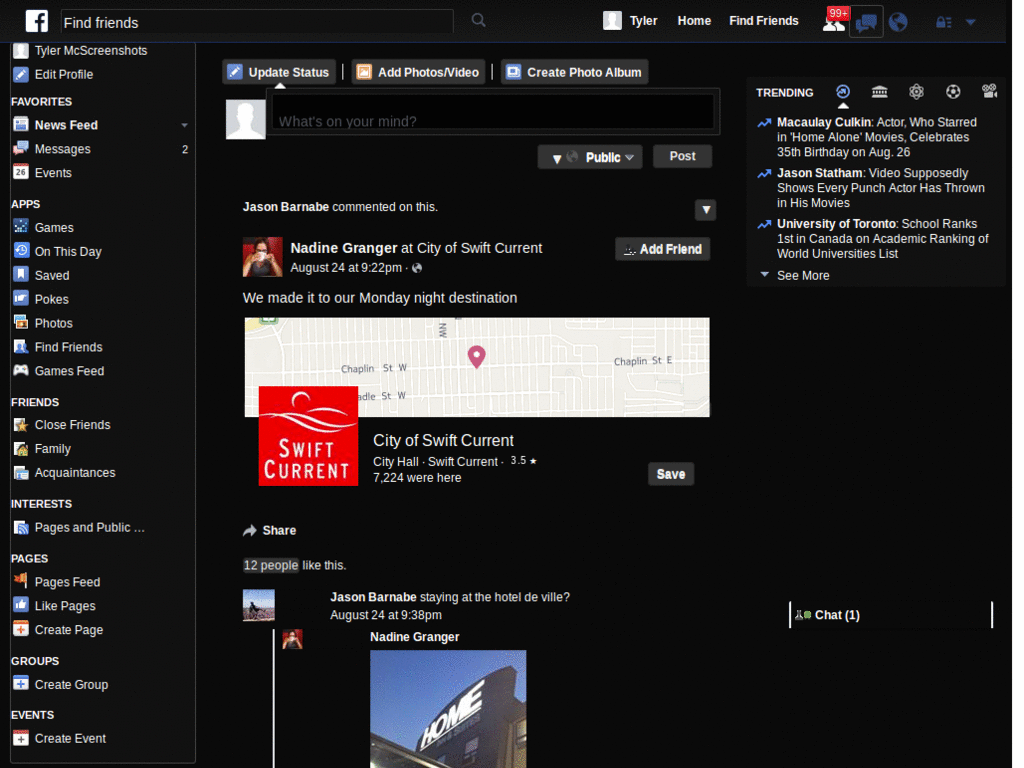 Find friends
Tyler
Home
Find Friends
99+
Tyler McScreenshots
Edit Profile
FAVORITES
News Feed
Messages 2
26 Events
APPS
Games
On This Day
Saved
Pokes
Photos
Find Friends
Games Feed
FRIENDS
Close Friends
Family
Acquaintances
INTERESTS
Pages and Public ...
PAGES
Pages Feed
Like Pages
Create Page
GROUPS
Create Group
EVENTS
Create Event
Update Status
Add Photos/Video
Create Photo Album
What's on your mind?
Public
Post
Jason Barnabe commented on this.
Nadine Granger at City of Swift Current
August 24 at 9:22pm ·
Add Friend
We made it to our Monday night destination
NW
Chaplin St W
Chaplin St E
adle St W
SWIFT
CURRENT
City of Swift Current
City Hall · Swift Current · 3.5 ★
7,224 were here
Save
Share
12 people like this.
Jason Barnabe staying at the hotel de ville?
August 24 at 9:38pm
Nadine Granger
HOME
TRENDING
Macaulay Culkin: Actor, Who Starred
in 'Home Alone' Movies, Celebrates
35th Birthday on Aug. 26
Jason Statham: Video Supposedly
Shows Every Punch Actor Has Thrown
in His Movies
University of Toronto: School Ranks
1st in Canada on Academic Ranking of
World Universities List
See More
Chat (1)